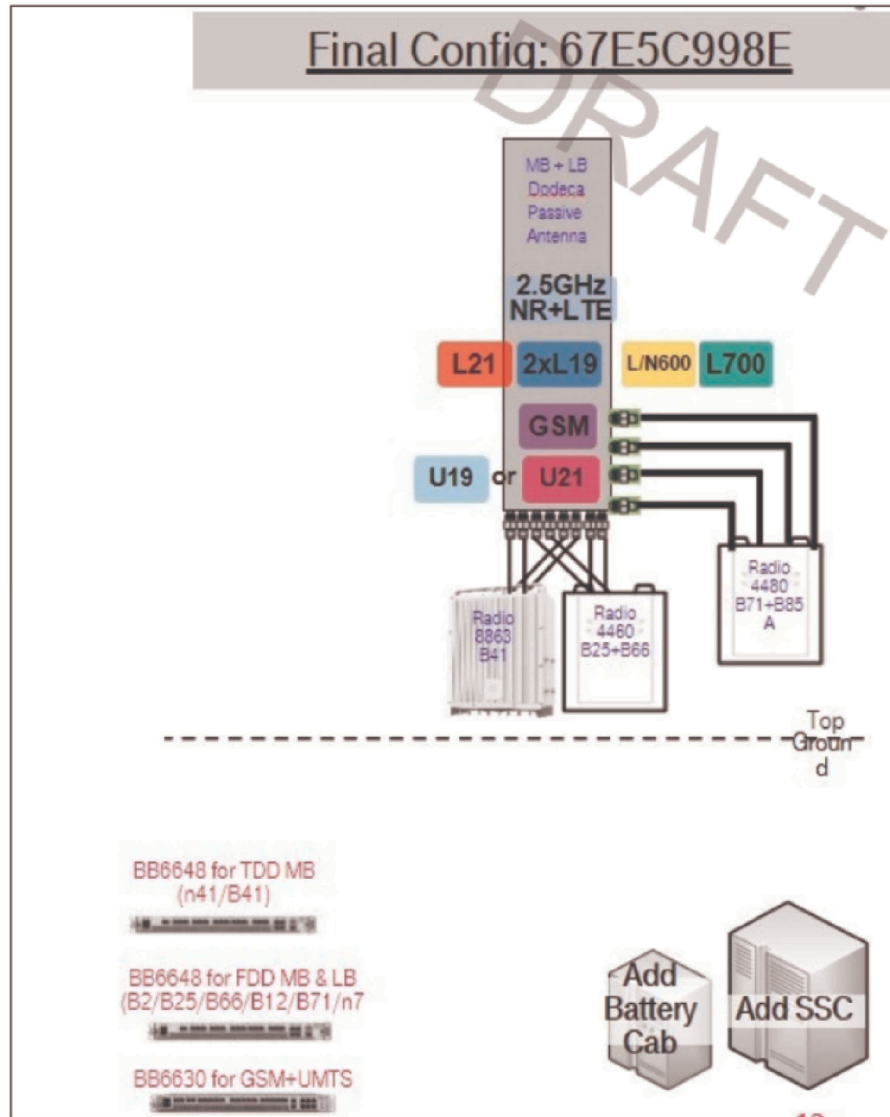 Final Config: 67E5C998E
DRAFT
MB + LB
Dodeca
Passive
Antenna
2.5GHz
NR+LTE
L21
2xL19
L/N600
L700
GSM
U19 or U21
Radio
8863
B41
Radio
4460
B25+B66
Radio
4480
B71+B85
A
Top
Groun
d
BB6648 for TDD MB
(n41/B41)
BB6648 for FDD MB & LB
(B2/B25/B66/B12/B71/n7
BB6630 for GSM+UMTS
Add
Battery
Cab
Add SSC